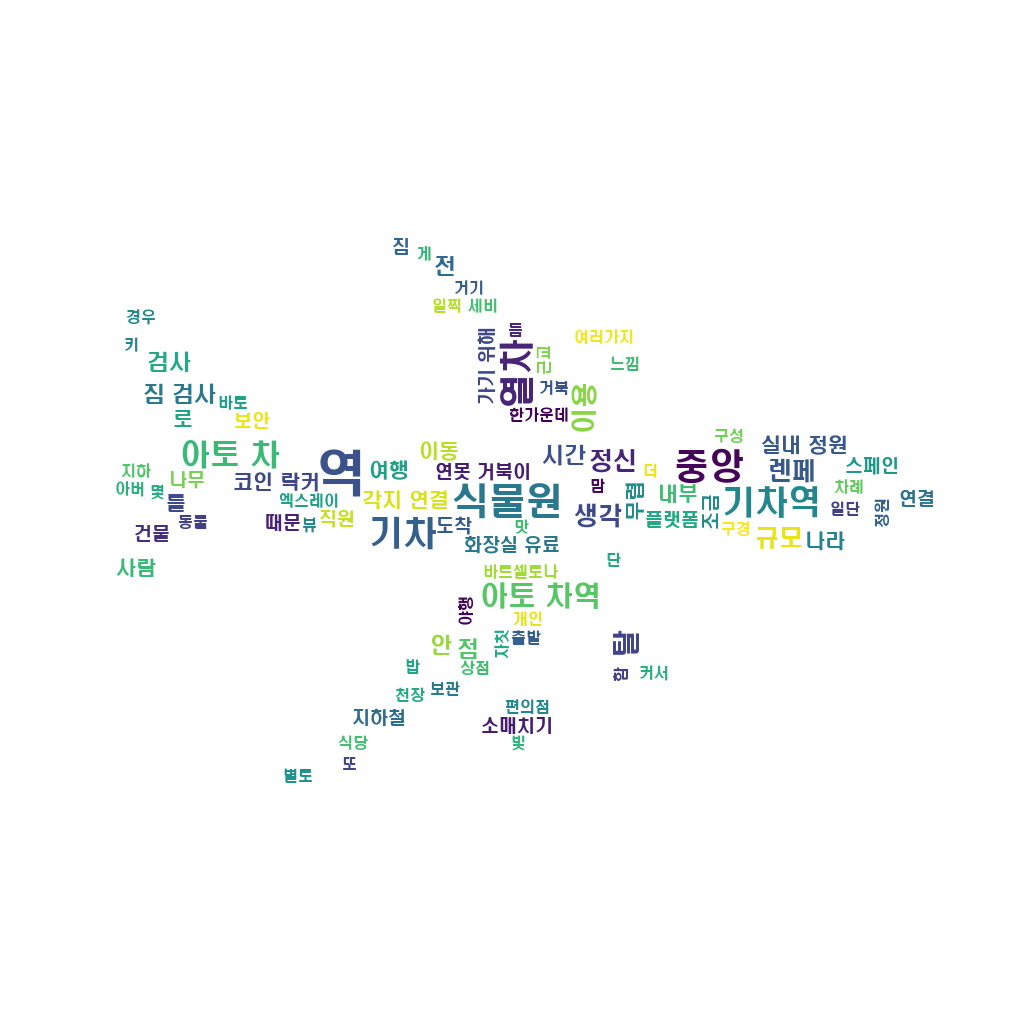 짐
게
전
거기
일찍 세비
경우
키
검사
짐 검사
바토
로
보안
가기 위해
듬
열차
근교
여러가지
느낌
거북
이용
한가운데
아토 차
역
여행
이동
연못 거북이
시간
정신
중앙
구성
실내 정원
렌페
스페인
지하
아버
몇
나무
틑
코인 락커
엑스레이
각지 연결
식물원
맘
더
무렵
내부
조금
기차역
차례
일단
정원
연결
건물
동물
때문
뷰
직원
기차
도착
맛
생각
플랫폼
구경
규모
나라
화장실 유료
사람
바르셀로나
단
아토 차역
야행
개인
안
점
자칫
출발
탈
함
커서
밥
상점
천장
보관
지하철
편의점
소매치기
빛
식당
또
별도